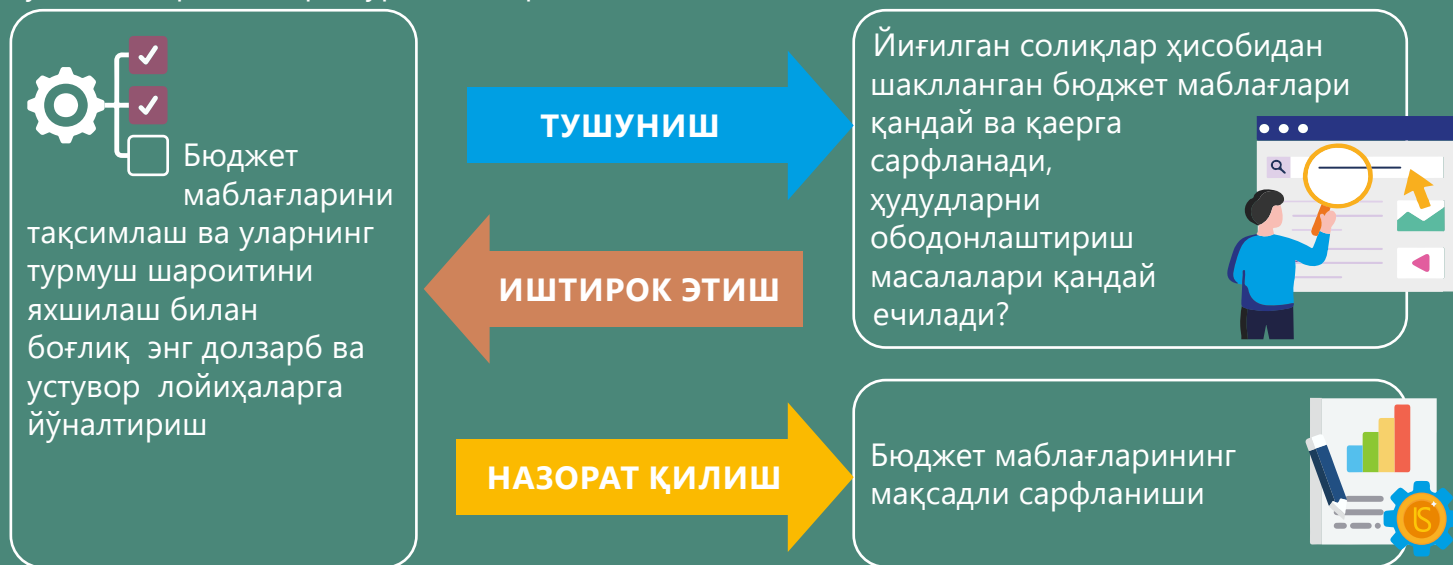 Бюджет
маблағларини
тақсимлаш ва уларнинг
турмуш шароитини
яхшилаш билан
боғлиқ энг долзарб ва
устувор лойиҳаларга
йўналтириш
ТУШУНИШ
ИШТИРОК ЭТИШ
НАЗОРАТ ҚИЛИШ
Йиғилган солиқлар ҳисобидан
шаклланган бюджет маблағлари
қандай ва қаерга
сарфланади,
ҳудудларни
ободонлаштириш
масалалари қандай
ечилади?
Бюджет маблағларининг
мақсадли сарфланиши